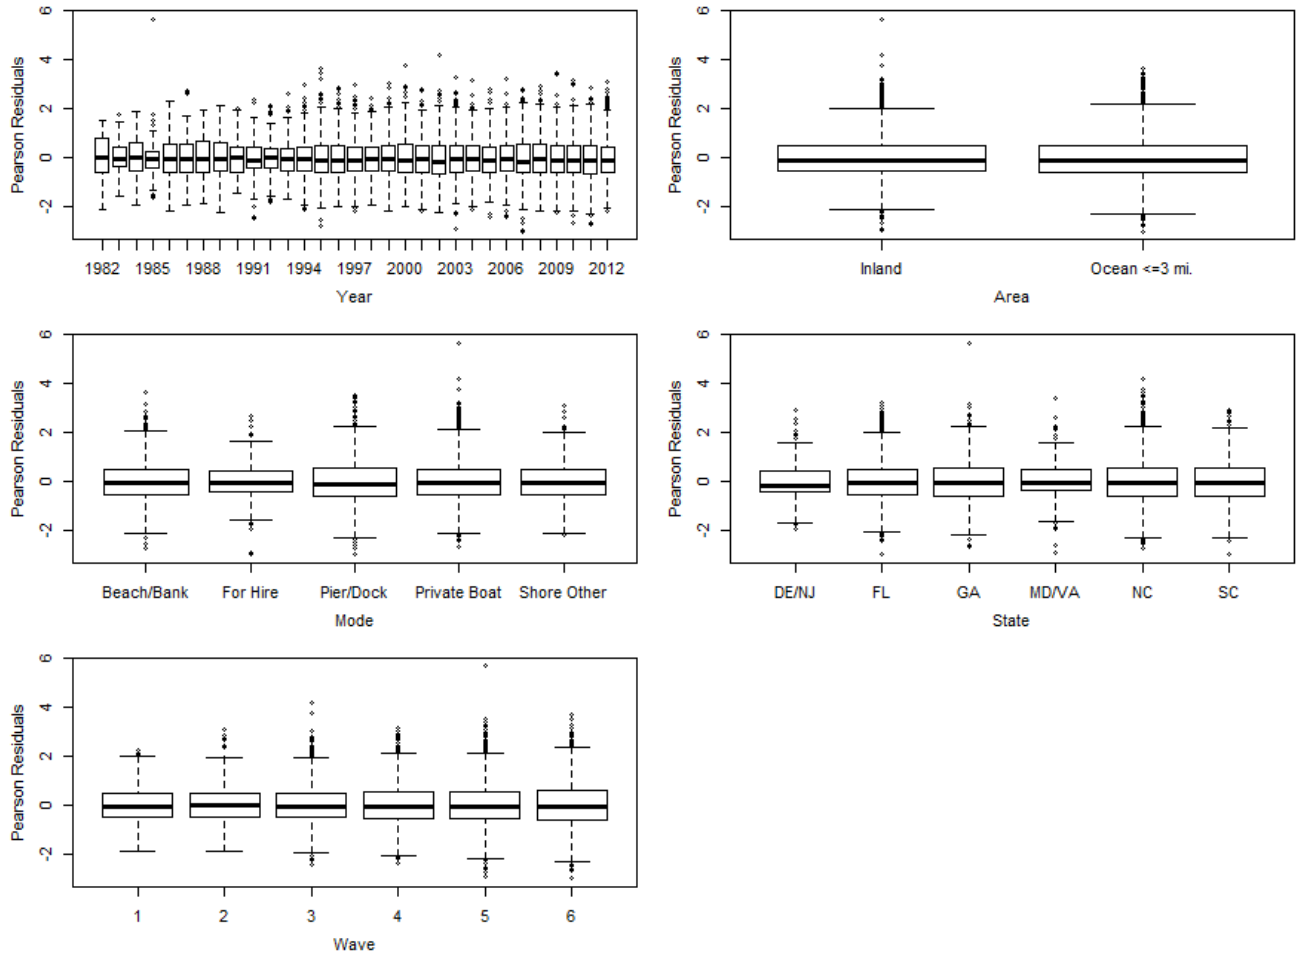 Pearson Residuals
6
4
2
0
-2
1982 1985 1988 1991 1994 1997 2000 2003 2006 2009 2012
Year
Pearson Residuals
6
4
2
0
-2
Inland Ocean <=3 mi.
Area
Pearson Residuals
6
4
2
0
-2
Beach/Bank For Hire Pier/Dock Private Boat Shore Other
Mode
Pearson Residuals
6
4
2
0
-2
DE/NJ FL GA MD/VA NC SC
State
Pearson Residuals
6
4
2
0
-2
1 2 3 4 5 6
Wave